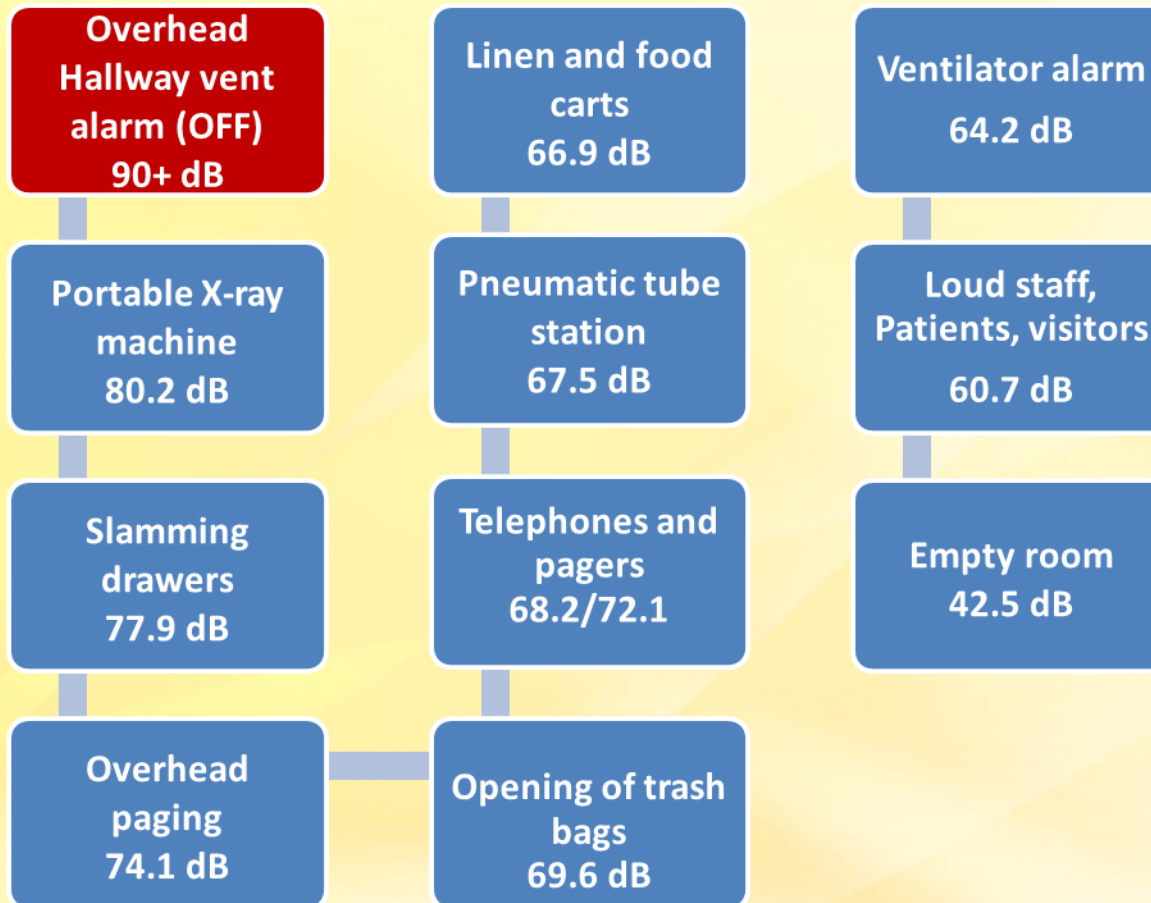 Overhead
Hallway vent
alarm (OFF)
90+ dB
Portable X-ray
machine
80.2 dB
Slamming
drawers
77.9 dB
Overhead
paging
74.1 dB
Opening of trash
bags
69.6 dB
Telephones and
pagers
68.2/72.1
Pneumatic tube
station
67.5 dB
Linen and food
carts
66.9 dB
Ventilator alarm
64.2 dB
Loud staff,
Patients, visitors
60.7 dB
Empty room
42.5 dB